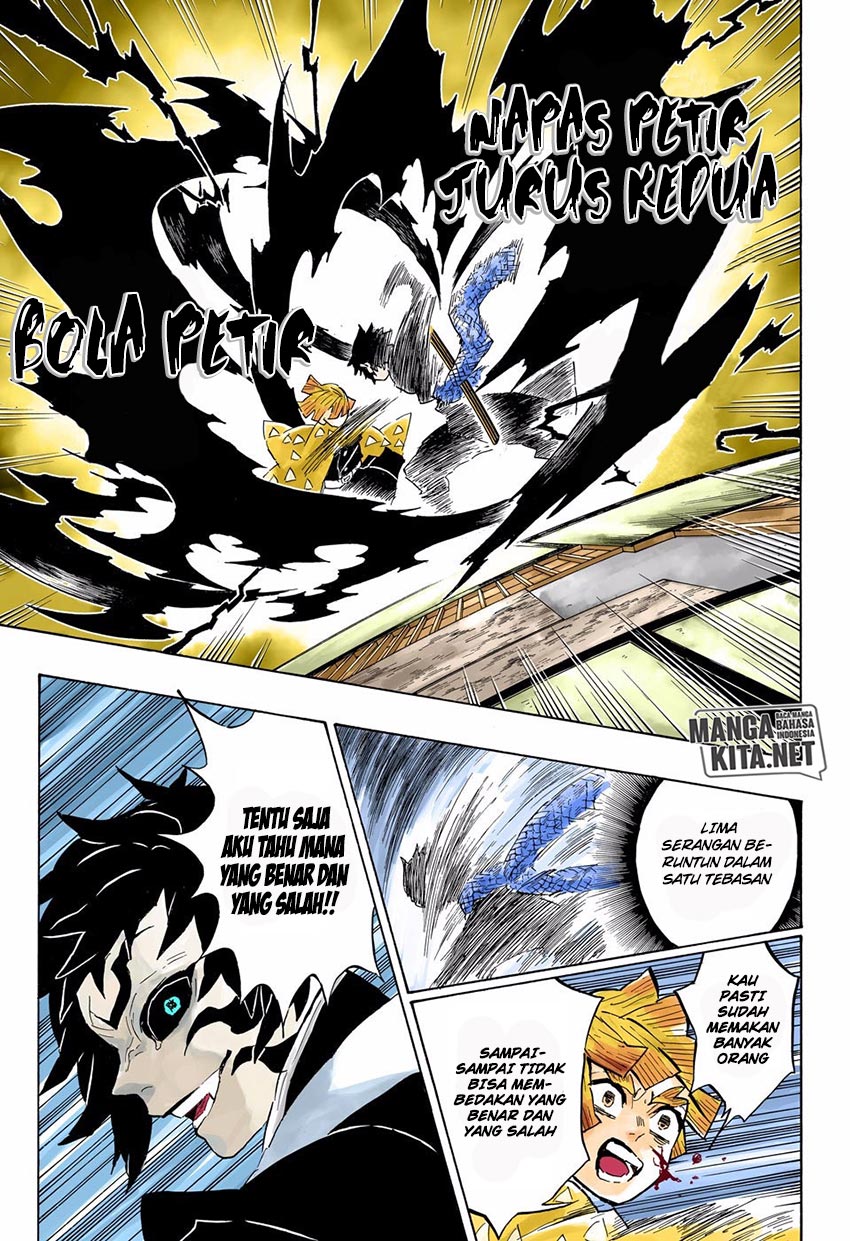 NAPAS PETIR
JURUS KEDUA
BOLA PETIR
MANGA
KITA.NET
BACA MANGA
BAHASA
INDONESIA
LIMA
SERANGAN BE-
RUNTUN DALAM
SATU TEBASAN
KAU
PASTI
SUDAH
MEMAKAN
BANYAK
ORANG
SAMPAI-
SAMPAI TIDAK
BISA MEM-
BEDAKAN YANG
BENAR DAN
YANG SALAH
TENTU SAJA
AKU TAHU MANA
YANG BENAR DAN
YANG SALAH!!